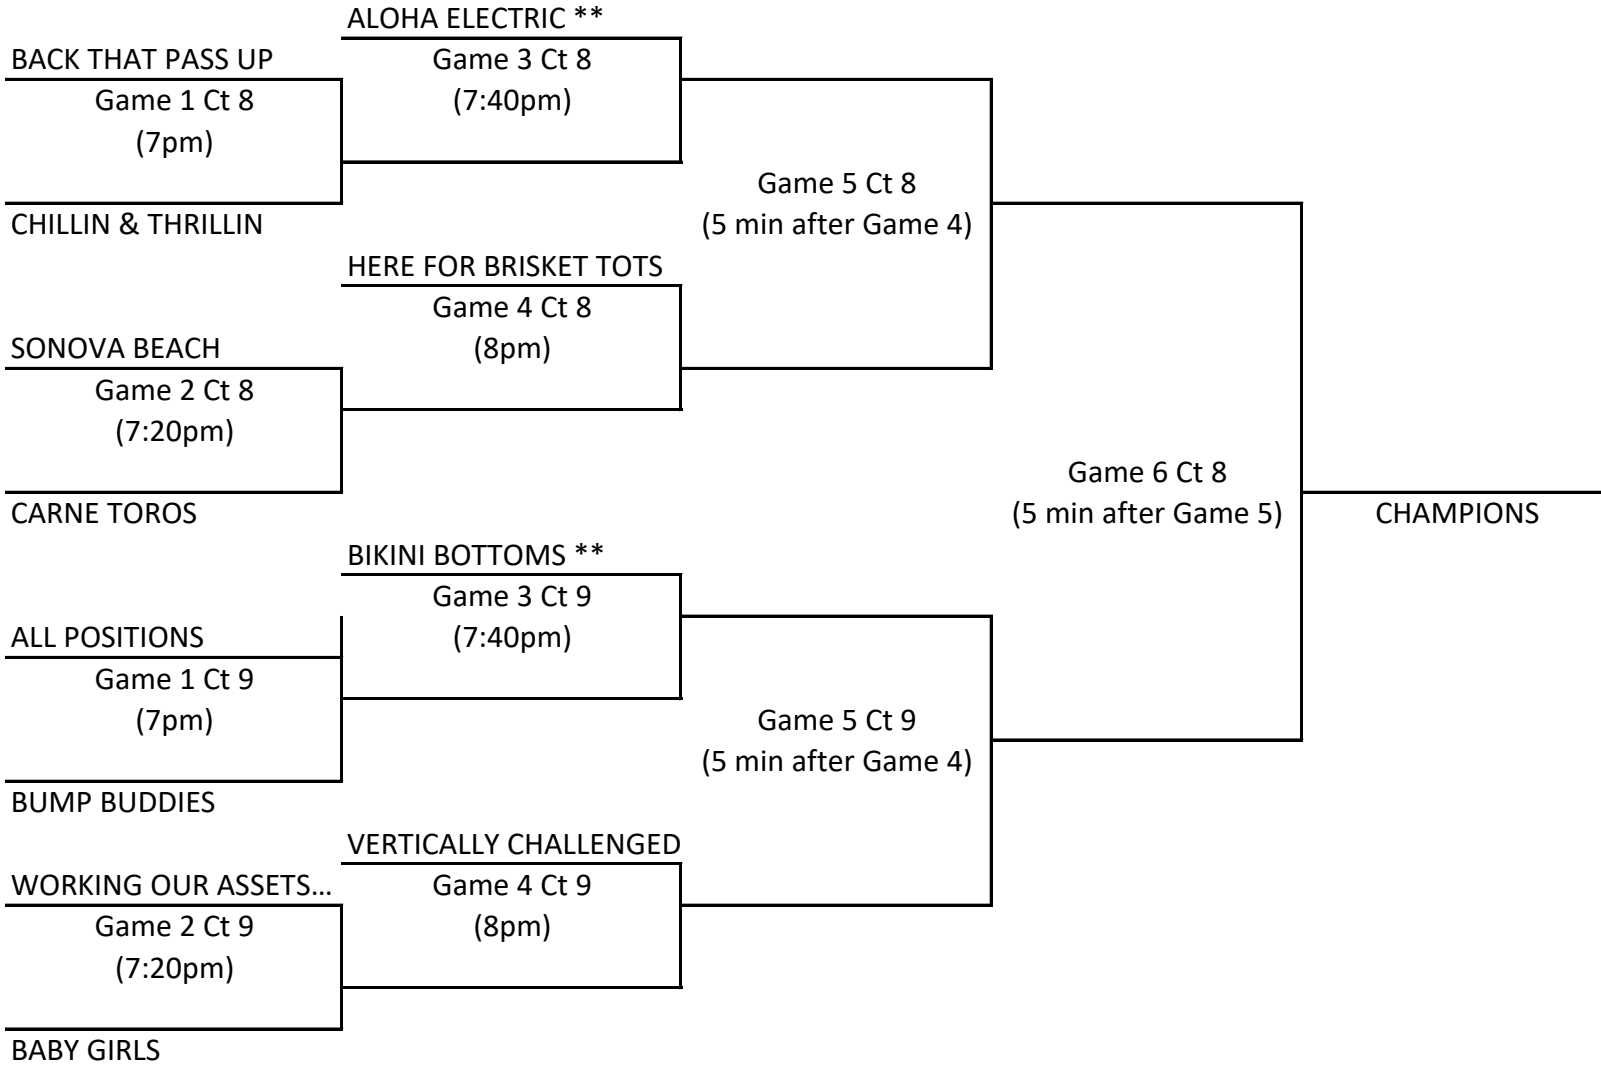 ALOHA ELECTRIC **
BACK THAT PASS UP
Game 3 Ct 8
(7:40pm)
Game 1 Ct 8
(7pm)
CHILLIN & THRILLIN
Game 5 Ct 8
(5 min after Game 4)
HERE FOR BRISKET TOTS
Game 4 Ct 8
(8pm)
SONOVA BEACH
Game 2 Ct 8
(7:20pm)
CARNE TOROS
Game 6 Ct 8
(5 min after Game 5)
CHAMPIONS
BIKINI BOTTOMS **
Game 3 Ct 9
(7:40pm)
ALL POSITIONS
Game 1 Ct 9
(7pm)
BUMP BUDDIES
Game 5 Ct 9
(5 min after Game 4)
VERTICALLY CHALLENGED
Game 4 Ct 9
(8pm)
WORKING OUR ASSETS...
Game 2 Ct 9
(7:20pm)
BABY GIRLS